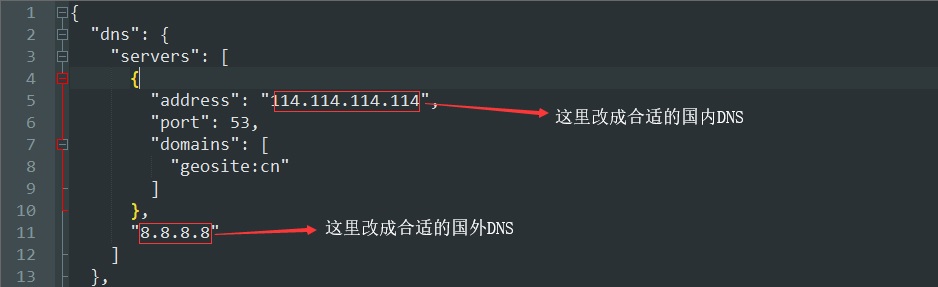 1 {
2 "dns": {
3 "servers": [
4 {
5 "address": "114.114.114.114",
这里改成合适的国内DNS
6 "port": 53,
7 "domains": [
8 "geosite:cn"
9 ]
10 },
11 "8.8.8.8"
这里改成合适的国外DNS
12 ]
13 },